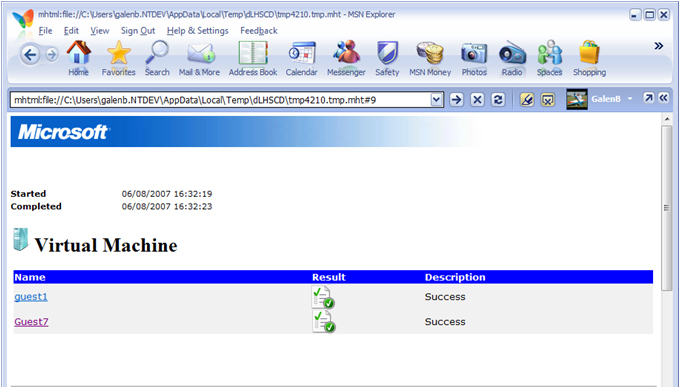 mhtml:file://C:\Users\galenb.NTDEV\AppData\Local\Temp\dLHSCD\tmp4210.tmp.mht - MSN Explorer
File Edit View Sign Out Help & Settings Feedback
Home Favorites Search Mail & More Address Book Calendar Messenger Safety MSN Money Photos Radio Spaces Shopping
mhtml:file://C:\Users\galenb.NTDEV\AppData\Local\Temp\dLHSCD\tmp4210.tmp.mht#9 GalenB
Microsoft
Started 06/08/2007 16:32:19
Completed 06/08/2007 16:32:23
Virtual Machine
Name Result Description
guest1 Success
Guest7 Success